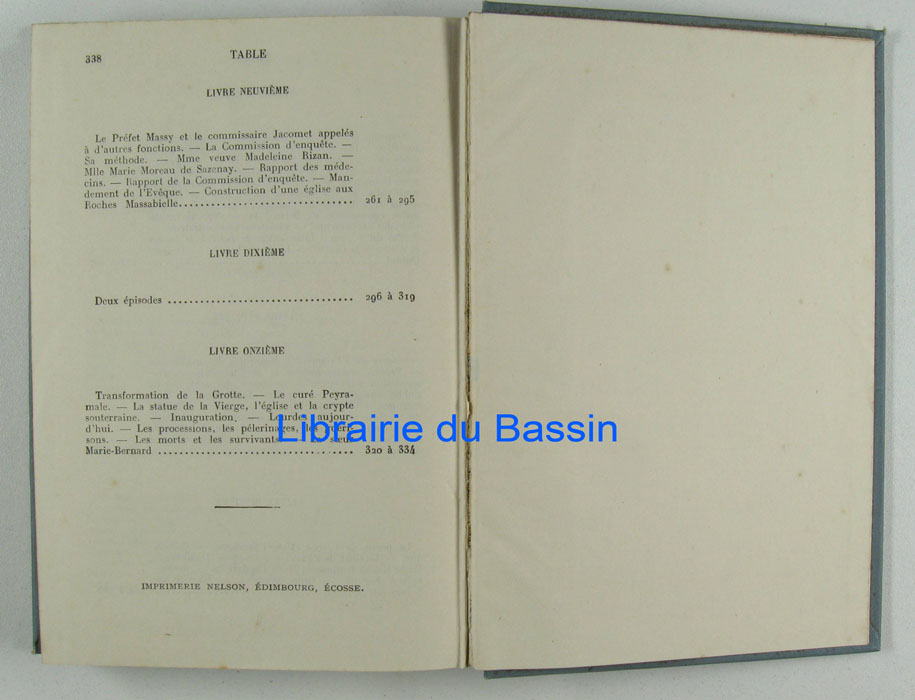 338 TABLE
LIVRE NEUVIÈME
Le Préfet Massy et le commissaire Jacomet appelés
à d'autres fonctions. — La Commission d'enquête. —
Sa méthode. — Mme veuve Madeleine Rizan. —
Mlle Marie Moreau de Sazenay. — Rapport des méde-
cins. — Rapport de la Commission d'enquête. — Man-
dement de l'Evêque. — Construction d'une église aux
Roches Massabielle............................... 261 à 295
LIVRE DIXIÈME
Deux épisodes ................................. 296 à 319
LIVRE ONZIÈME
Transformation de la Grotte. — Le curé Peyra-
male. — La statue de la Vierge, l'église et la crypte
souterraine. — Inauguration. — Lourdes aujour-
d'hui. — Les processions, les pélerinages, les guéri-
sons. — Les morts et les survivants.
Marie-Bernard ................................... 320 à 334
Librairie du Bassin
IMPRIMERIE NELSON, ÉDIMBOURG, ÉCOSSE.